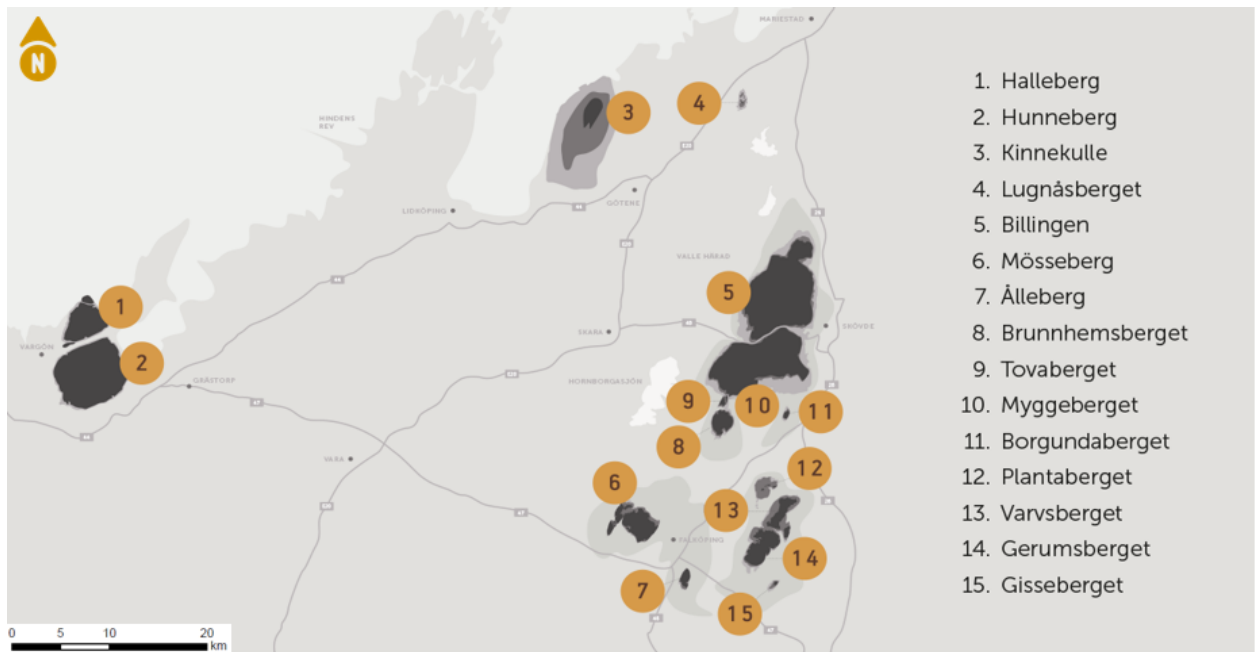 N
MARIESTAD
HINDENS
REV
3
4
GÖTENE
LIDKÖPING
44
VALLE HÄRAD
5
1
SKARA
SKÖVDE
VARGÖN
2
HORNBORGASJÖN
GRÄSTORP
9
10
11
8
VARA
12
6
13
FALKÖPING
14
7
15
0 5 10 20
km
1. Halleberg
2. Hunneberg
3. Kinnekulle
4. Lugnåsberget
5. Billingen
6. Mösseberg
7. Ålleberg
8. Brunnhemsberget
9. Tovaberget
10. Myggeberget
11. Borgundaberget
12. Plantaberget
13. Varvsberget
14. Gerumsberget
15. Gisseberget